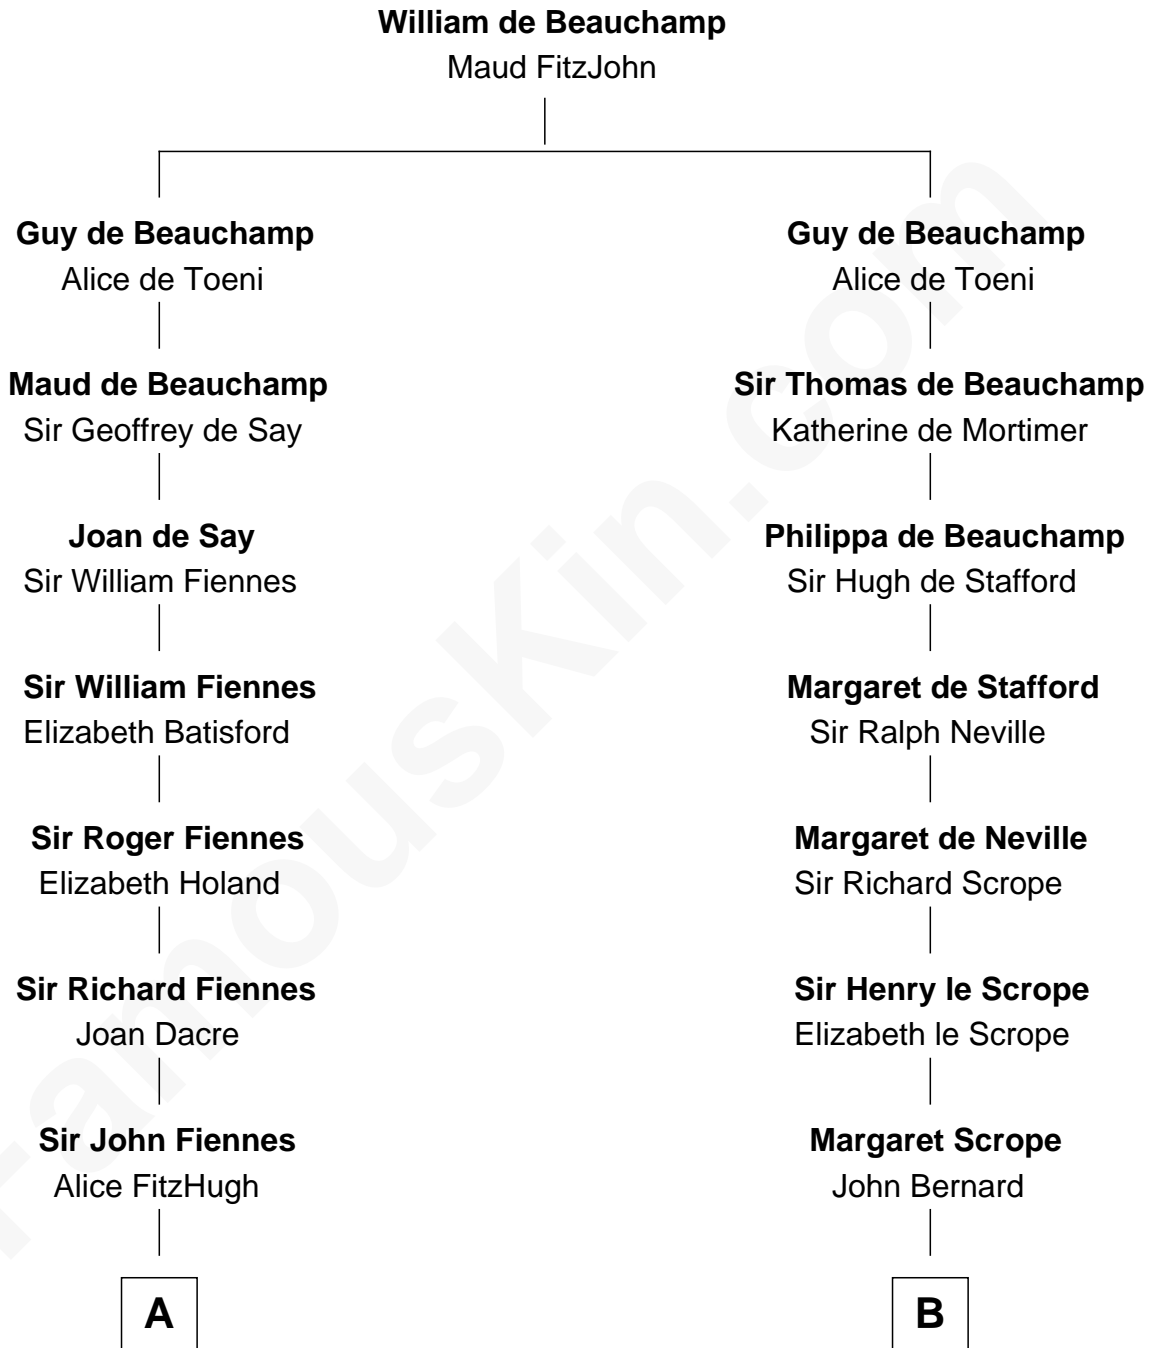 William de Beauchamp
Maud FitzJohn
Guy de Beauchamp
Alice de Toeni
Guy de Beauchamp
Alice de Toeni
Maud de Beauchamp
Sir Geoffrey de Say
Sir Thomas de Beauchamp
Katherine de Mortimer
Joan de Say
Sir William Fiennes
Philippa de Beauchamp
Sir Hugh de Stafford
Sir William Fiennes
Elizabeth Batisford
Margaret de Stafford
Sir Ralph Neville
Sir Roger Fiennes
Elizabeth Holand
Margaret de Neville
Sir Richard Scrope
Sir Richard Fiennes
Joan Dacre
Sir Henry le Scrope
Elizabeth le Scrope
Sir John Fiennes
Alice FitzHugh
Margaret Scrope
John Bernard
A
B
FamousKin.com